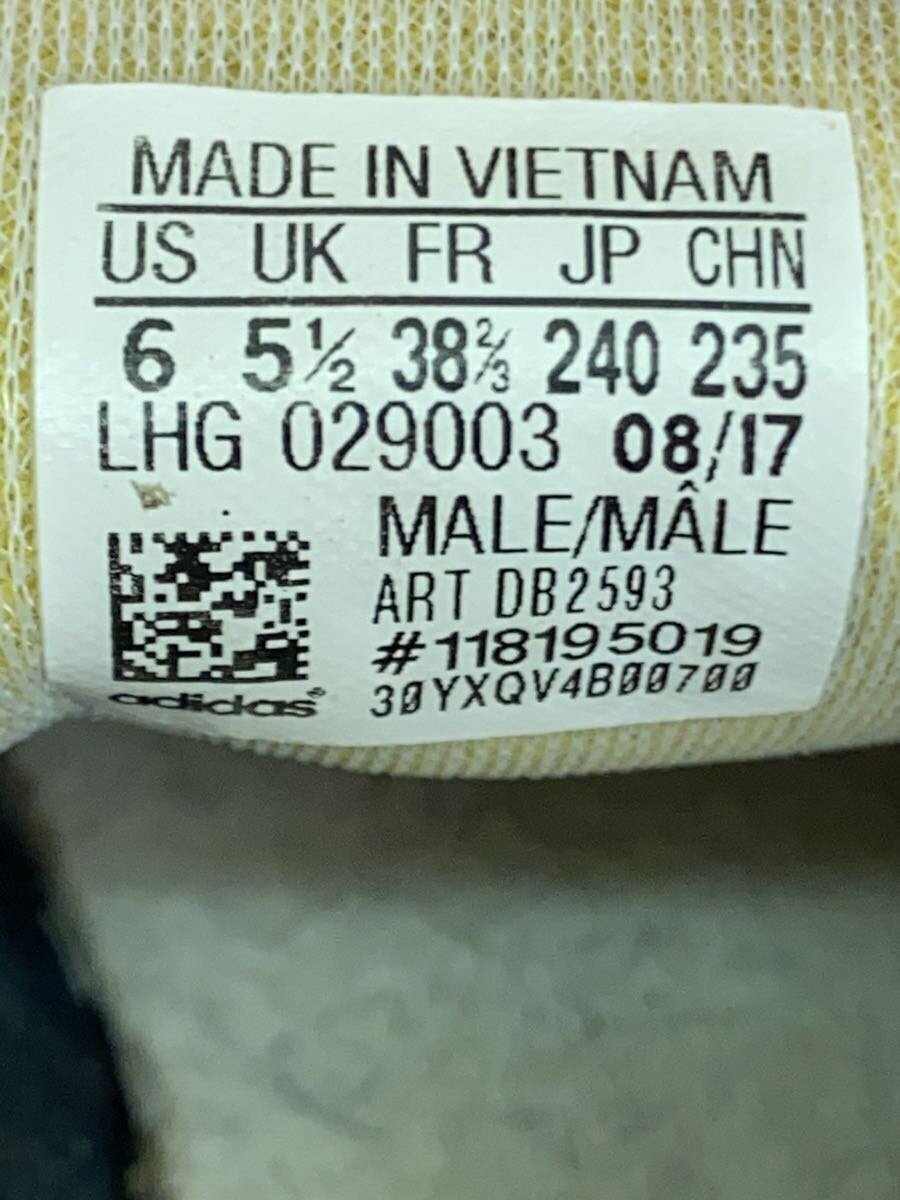 MADE IN VIETNAM
US UK FR JP CHN
6 5½ 38⅔ 240 235
LHG 029003 08/17
MALE/MÂLE
ART DB2593
#118195019
30YXQV4B00700
adidas®